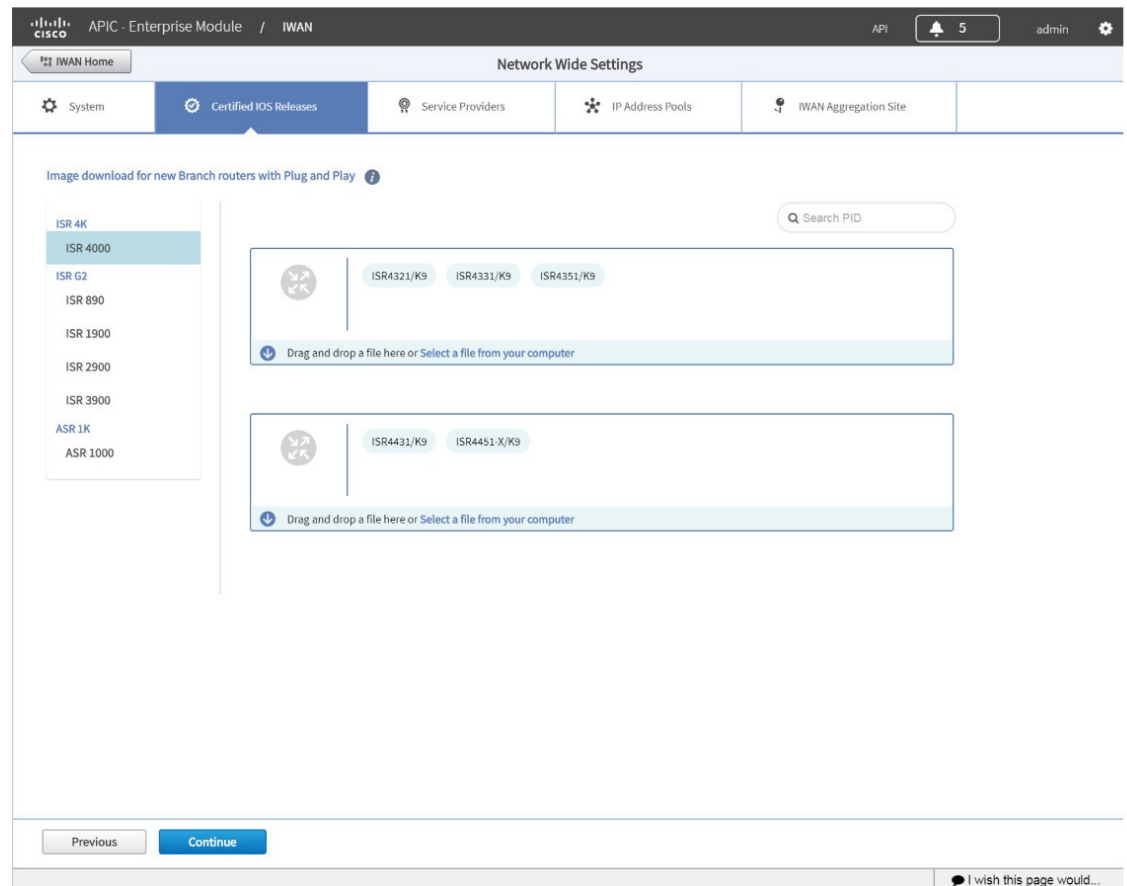 CISCO APIC - Enterprise Module / IWAN API 5 admin
IWAN Home Network Wide Settings
System Certified IOS Releases Service Providers IP Address Pools IWAN Aggregation Site
Image download for new Branch routers with Plug and Play i
Search PID
ISR 4K
ISR 4000
ISR G2
ISR 890
ISR 1900
ISR 2900
ISR 3900
ASR 1K
ASR 1000
ISR4321/K9 ISR4331/K9 ISR4351/K9
Drag and drop a file here or Select a file from your computer
ISR4431/K9 ISR4451-X/K9
Drag and drop a file here or Select a file from your computer
Previous Continue
I wish this page would...